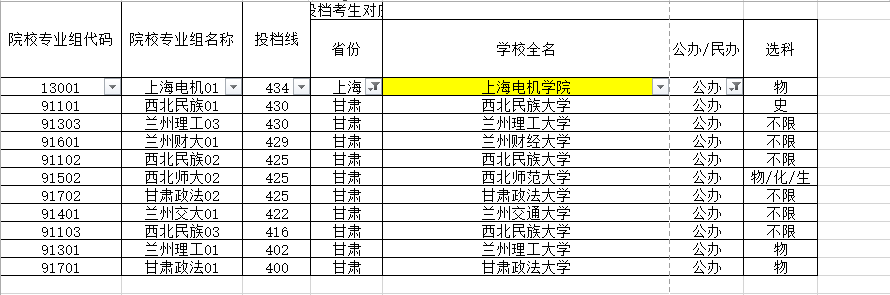 投档考生对应
院校专业组代码 院校专业组名称 投档线 省份 学校全名 公办/民办 选科
13001 上海电机01 434 上海 上海电机学院 公办 物
91101 西北民族01 430 甘肃 西北民族大学 公办 史
91303 兰州理工03 430 甘肃 兰州理工大学 公办 不限
91601 兰州财大01 429 甘肃 兰州财经大学 公办 不限
91102 西北民族02 425 甘肃 西北民族大学 公办 不限
91502 西北师大02 425 甘肃 西北师范大学 公办 物/化/生
91702 甘肃政法02 425 甘肃 甘肃政法大学 公办 不限
91401 兰州交大01 422 甘肃 兰州交通大学 公办 不限
91103 西北民族03 416 甘肃 西北民族大学 公办 不限
91301 兰州理工01 402 甘肃 兰州理工大学 公办 物
91701 甘肃政法01 400 甘肃 甘肃政法大学 公办 物